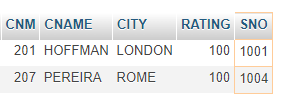 CNM CNAME CITY RATING SNO
201 HOFFMAN LONDON 100 1001
207 PEREIRA ROME 100 1004